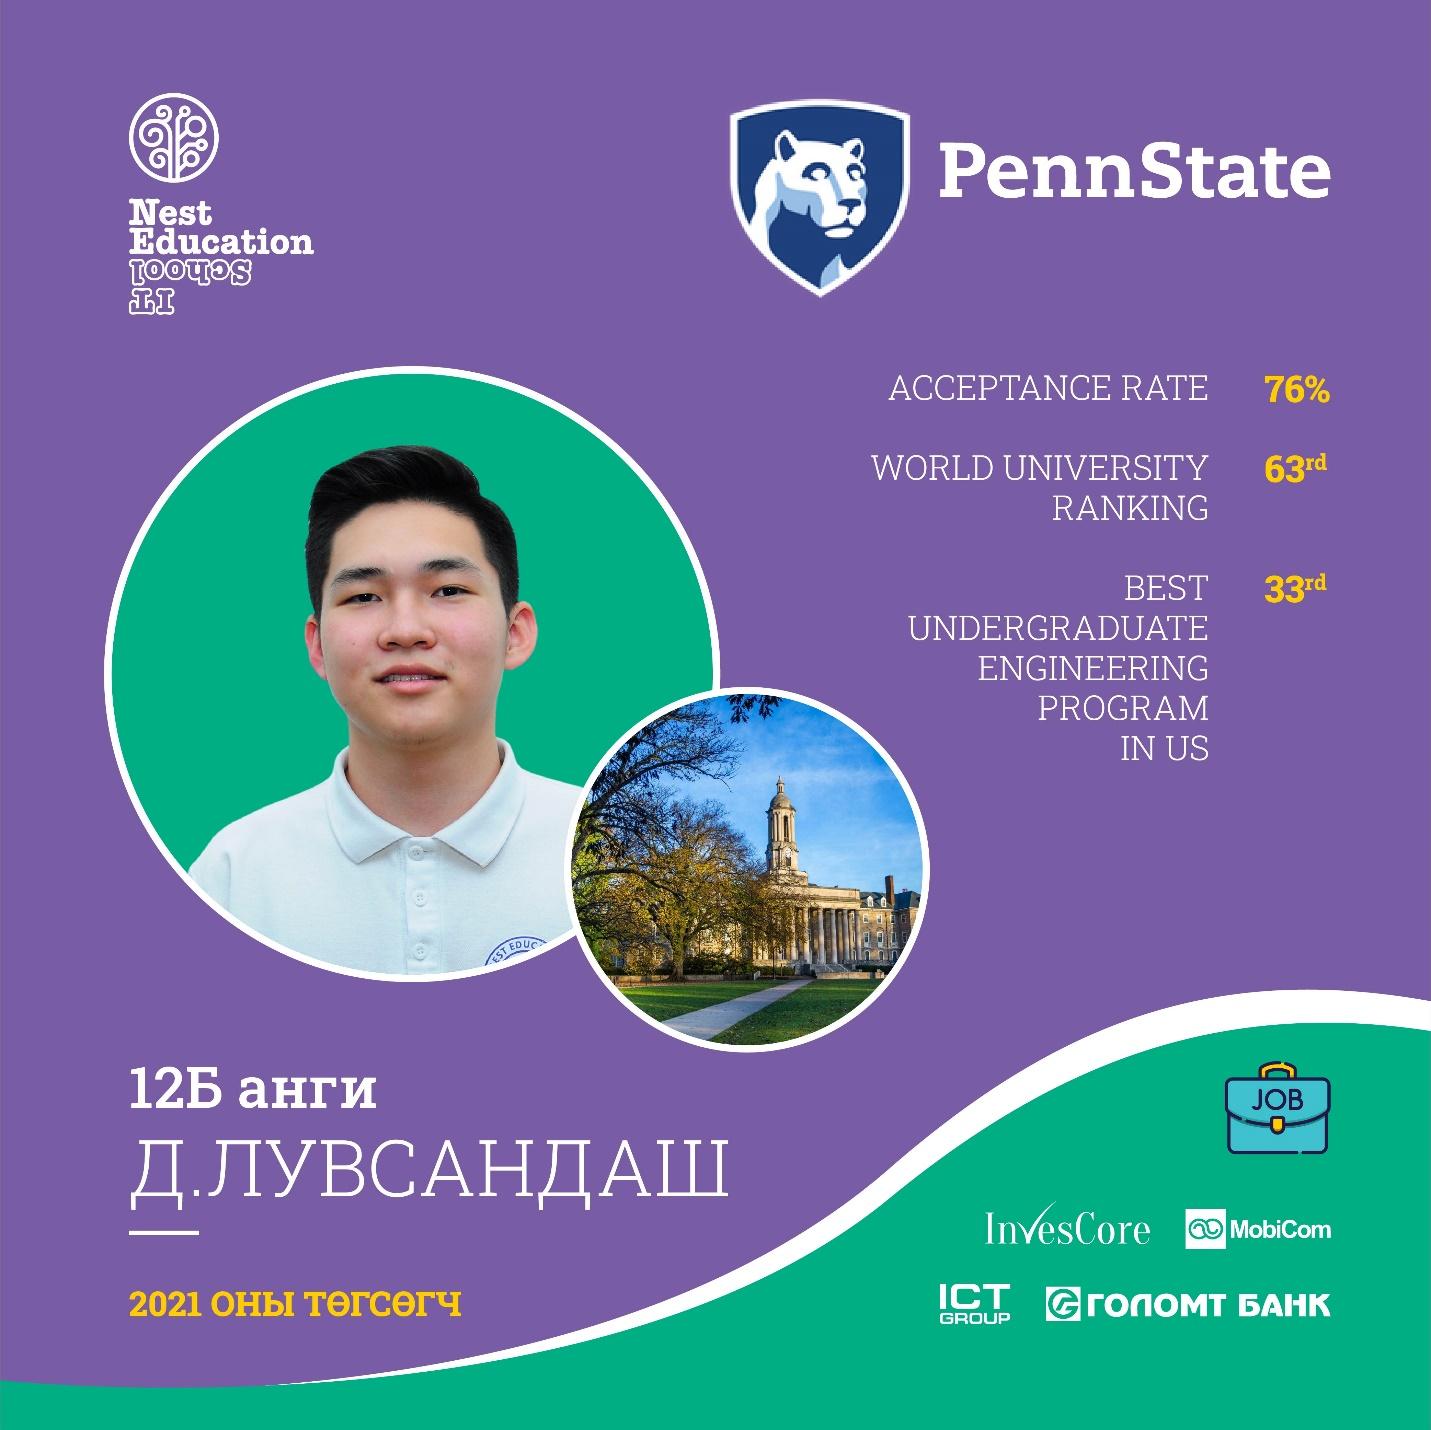 Nest
Education
School
IT
PennState
ACCEPTANCE RATE 76%
WORLD UNIVERSITY 63rd
RANKING
BEST 33rd
UNDERGRADUATE
ENGINEERING
PROGRAM
IN US
EST EDUC
12Б анги
Д.ЛУВСАНДАШ
2021 ОНЫ ТӨГСӨГЧ
JOB
InvesCore
MobiCom
ICT
GROUP
ГОЛОМТ БАНК